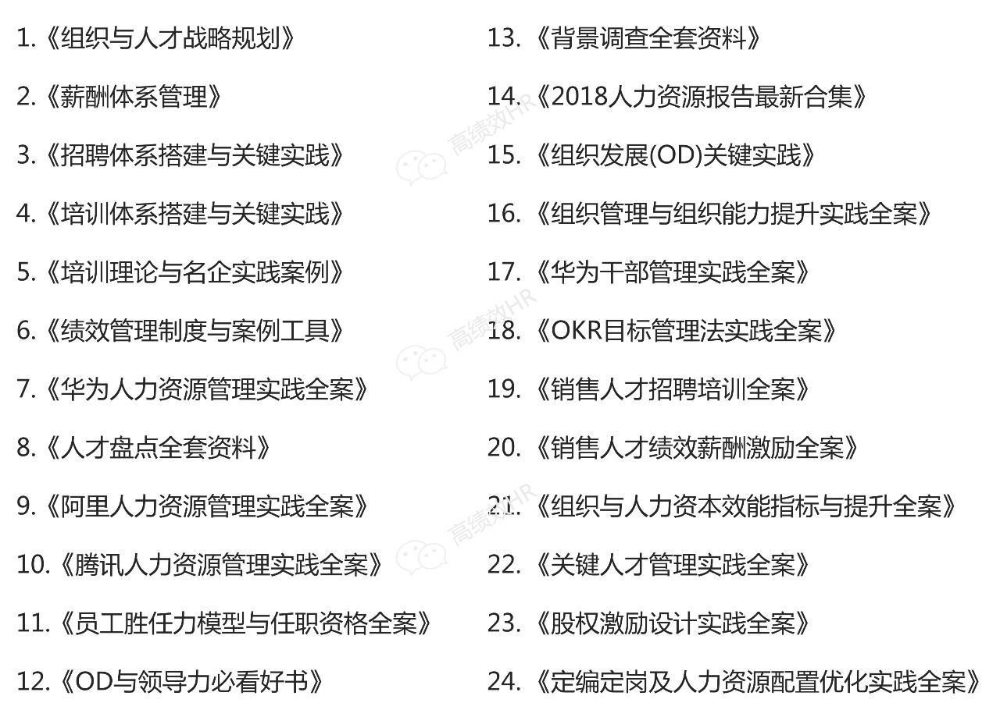 1.《组织与人才战略规划》
2.《薪酬体系管理》
3.《招聘体系搭建与关键实践》
4.《培训体系搭建与关键实践》
5.《培训理论与名企实践案例》
6.《绩效管理制度与案例工具》
7.《华为人力资源管理实践全案》
8.《人才盘点全套资料》
9.《阿里人力资源管理实践全案》
10.《腾讯人力资源管理实践全案》
11.《员工胜任力模型与任职资格全案》
12.《OD与领导力必看好书》
13. 《背景调查全套资料》
14. 《2018人力资源报告最新合集》
15. 《组织发展(OD)关键实践》
16. 《组织管理与组织能力提升实践全案》
17. 《华为干部管理实践全案》
18. 《OKR目标管理法实践全案》
19. 《销售人才招聘培训全案》
20. 《销售人才绩效薪酬激励全案》
21. 《组织与人力资本效能指标与提升全案》
22. 《关键人才管理实践全案》
23. 《股权激励设计实践全案》
24. 《定编定岗及人力资源配置优化实践全案》
高绩效HR
高绩效HR
高绩效HR